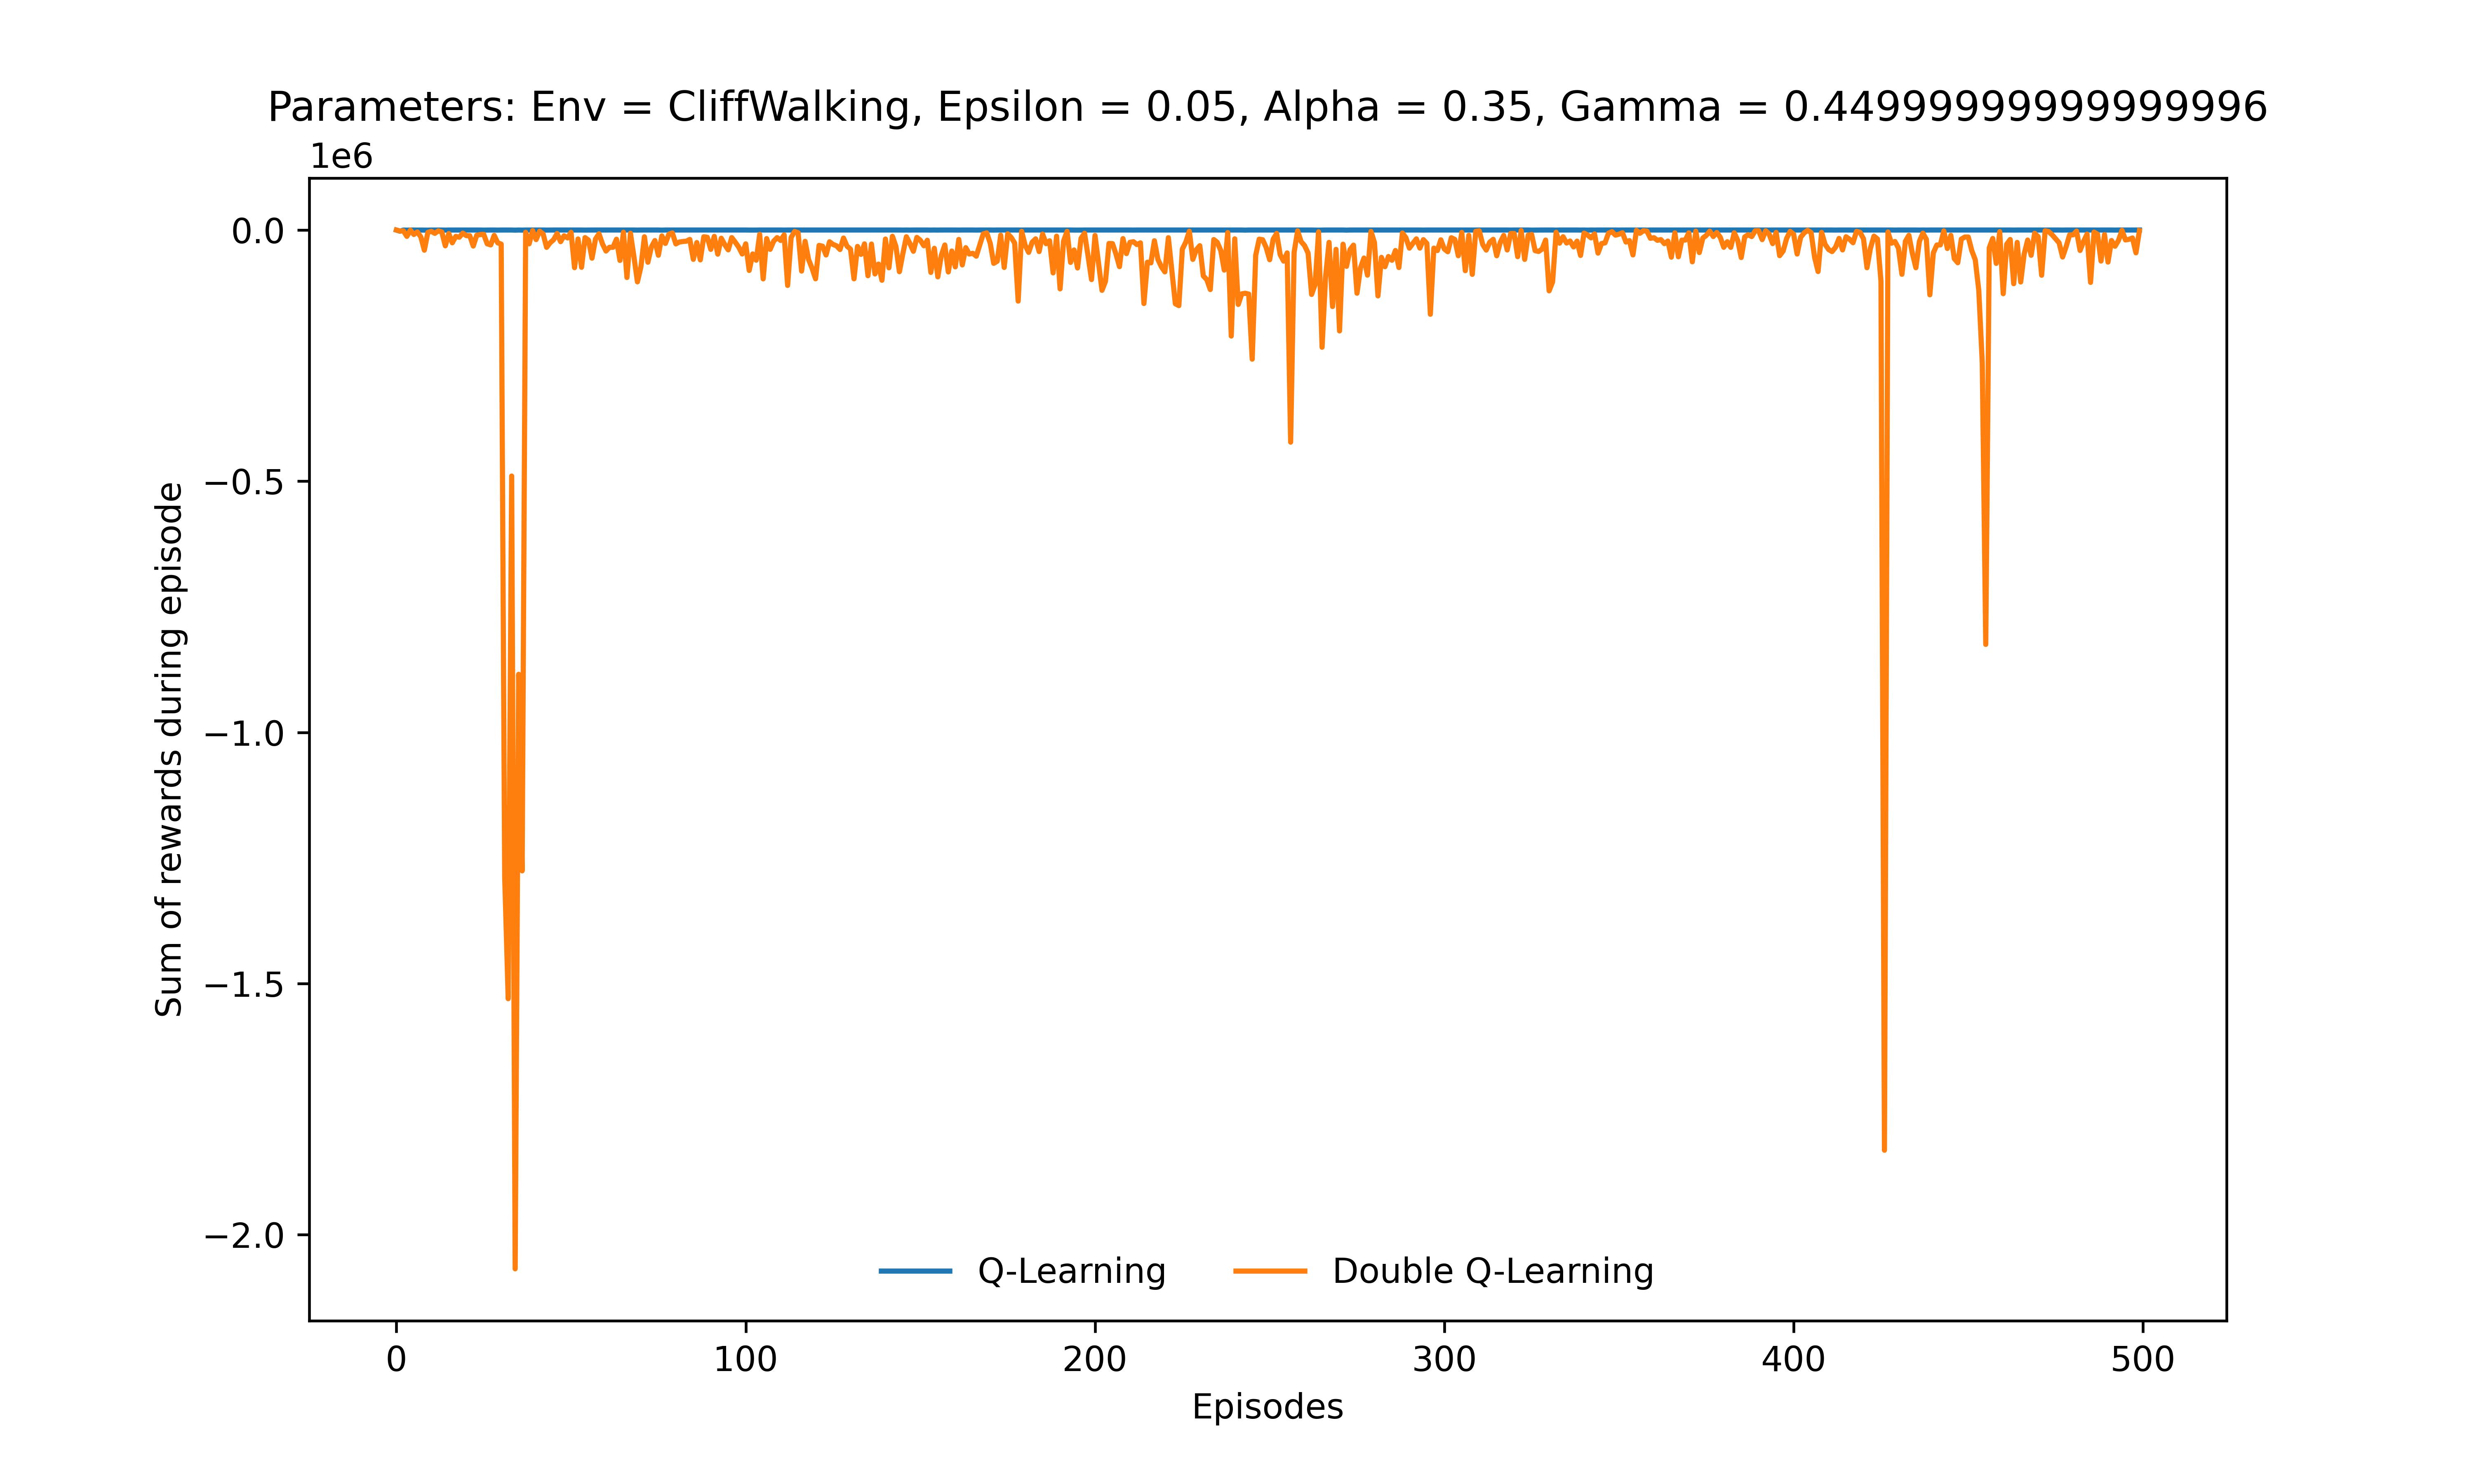 Parameters: Env = CliffWalking, Epsilon = 0.05, Alpha = 0.35, Gamma = 0.44999999999999996
1e6
0.0
−0.5
−1.0
−1.5
−2.0
Sum of rewards during episode
Q-Learning Double Q-Learning
0 100 200 300 400 500
Episodes